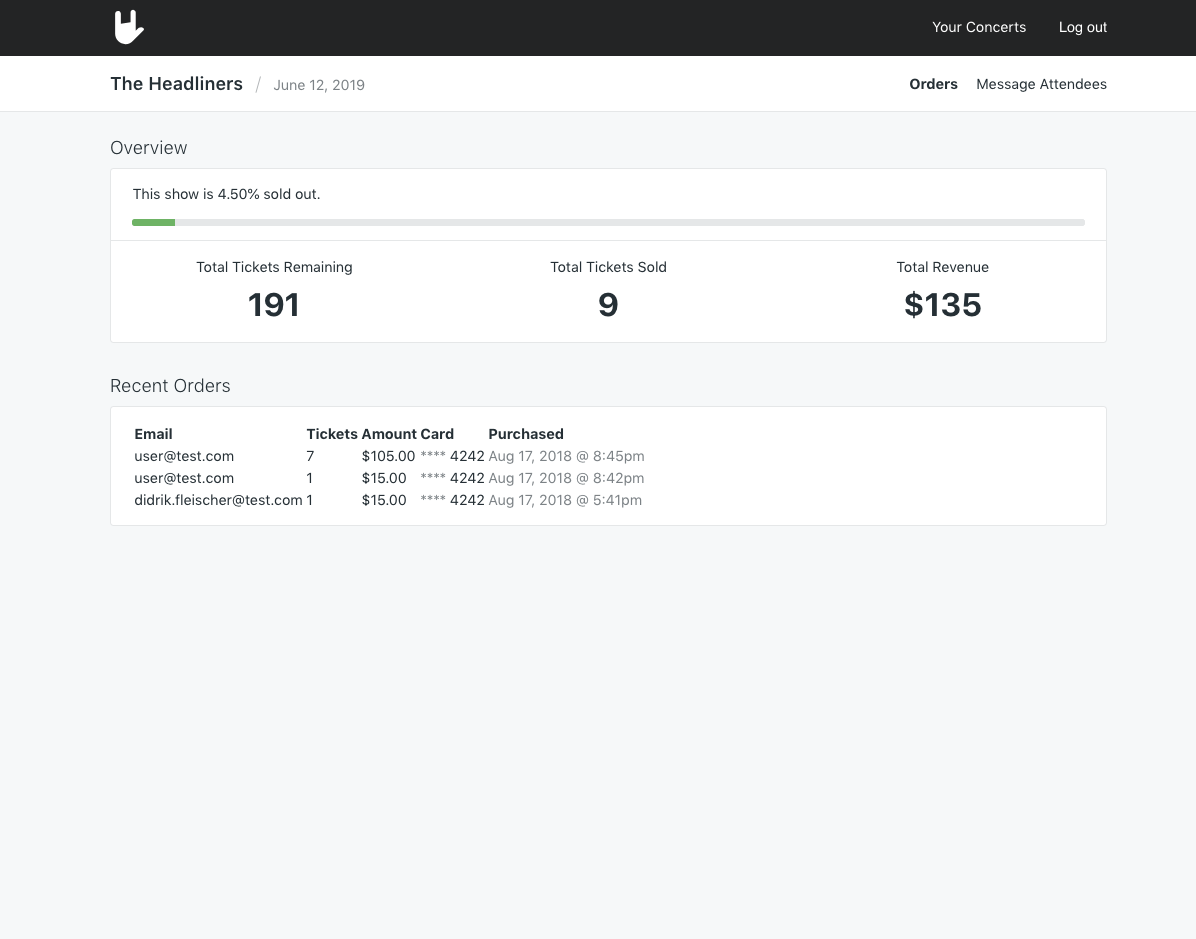 Your Concerts Log out
The Headliners / June 12, 2019 Orders Message Attendees
Overview
This show is 4.50% sold out.
Total Tickets Remaining Total Tickets Sold Total Revenue
191 9 $135
Recent Orders
Email Tickets Amount Card Purchased
user@test.com 7 $105.00 **** 4242 Aug 17, 2018 @ 8:45pm
user@test.com 1 $15.00 **** 4242 Aug 17, 2018 @ 8:42pm
didrik.fleischer@test.com 1 $15.00 **** 4242 Aug 17, 2018 @ 5:41pm